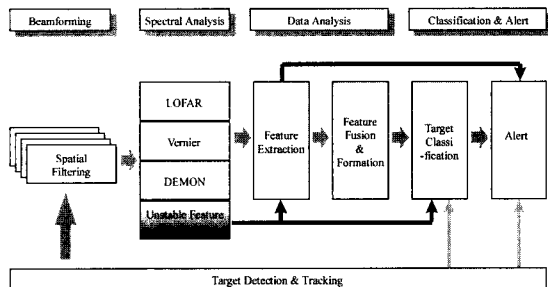 Beamforming
Spectral Analysis
Data Analysis
Classification & Alert
LOFAR
Vernier
DEMON
Unstable Feature
Spatial
Filtering
Feature
Extraction
Feature
Fusion
&
Formation
Target
Classi
-fication
Alert
Target Detection & Tracking